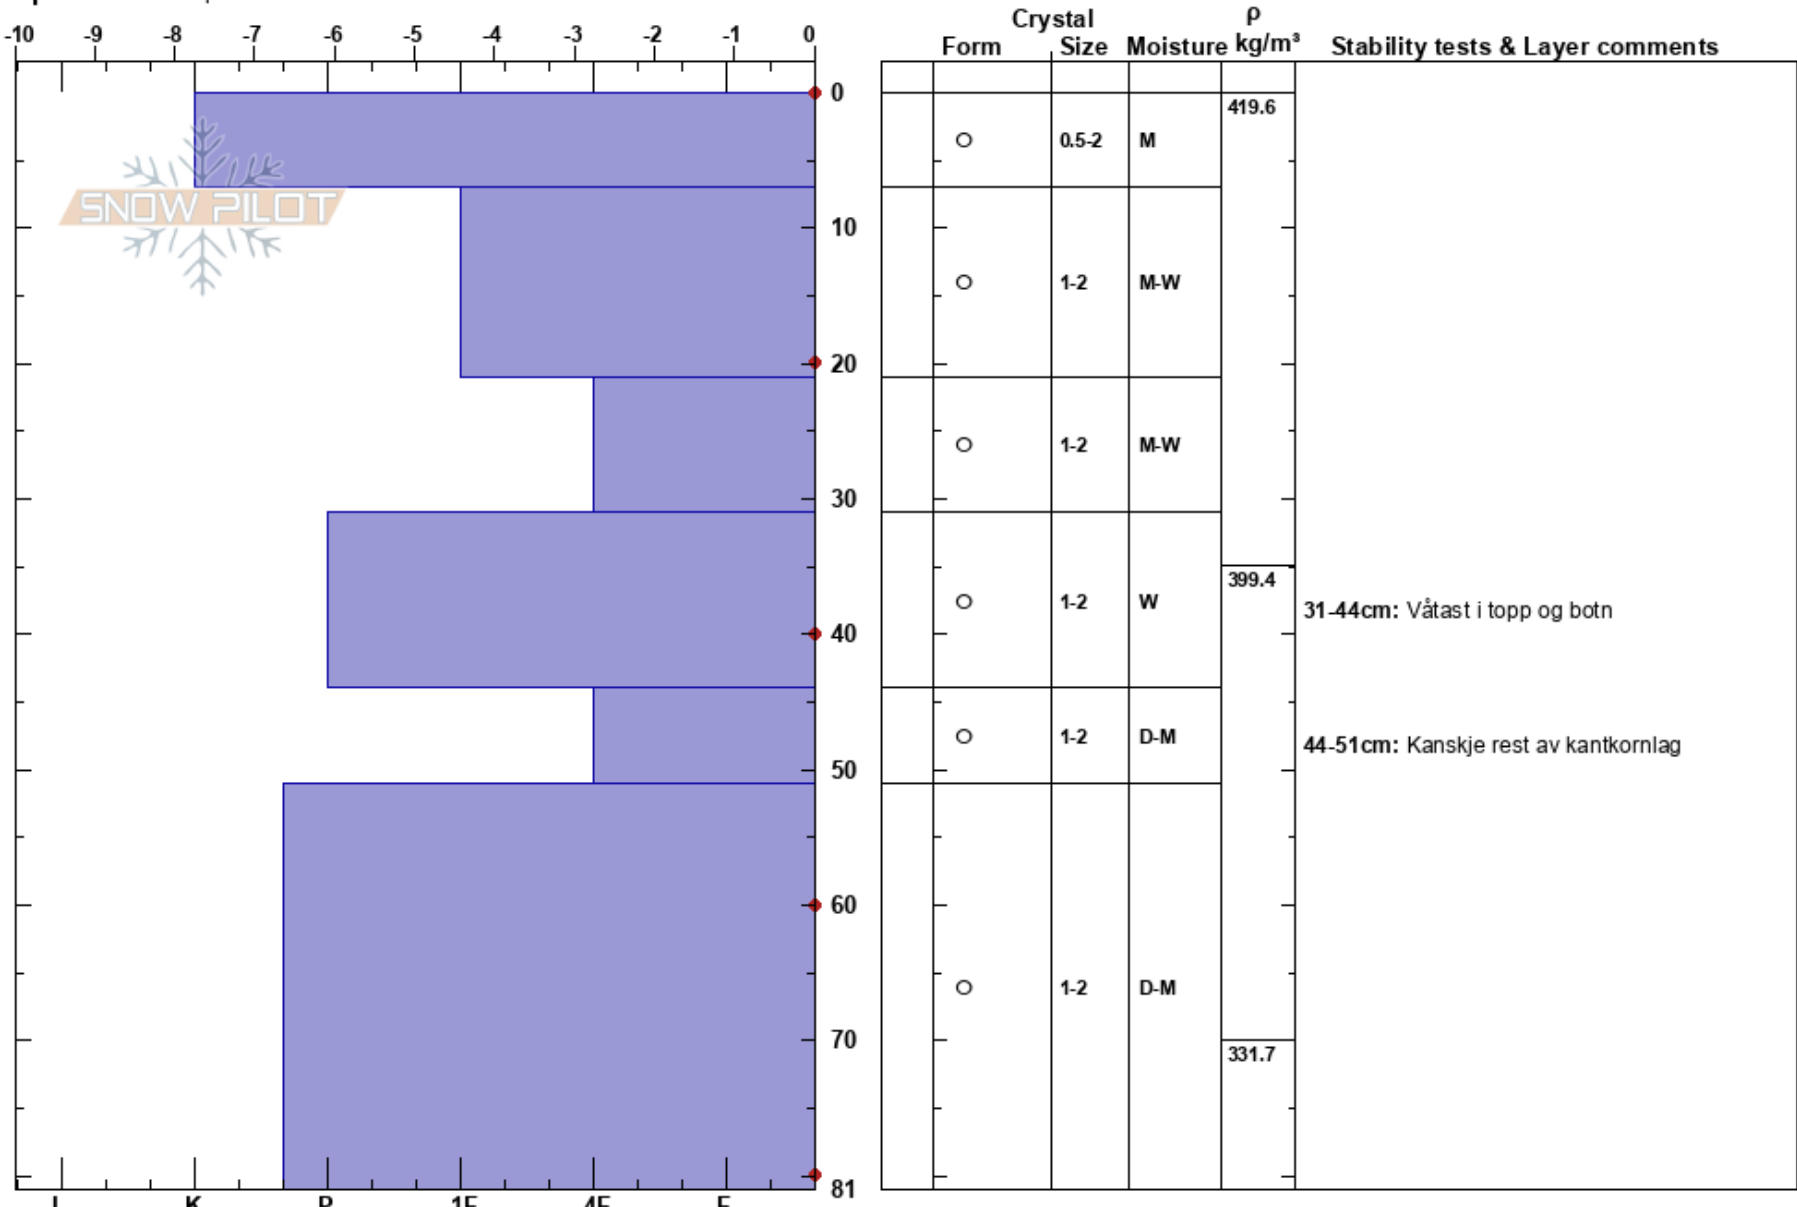 Crystal ρ
-10 -9 -8 -7 -6 -5 -4 -3 -2 -1 0
Form Size Moisture kg/m³ Stability tests & Layer comments
0
419.6
0.5-2 M
SNOW PILOT
10
1-2 M-W
20
1-2 M-W
30
399.4
1-2 W
31-44cm: Våtast i topp og botn
40
1-2 D-M
44-51cm: Kanskje rest av kantkornlag
50
60
1-2 D-M
70
331.7
81
K P 1F 4F F